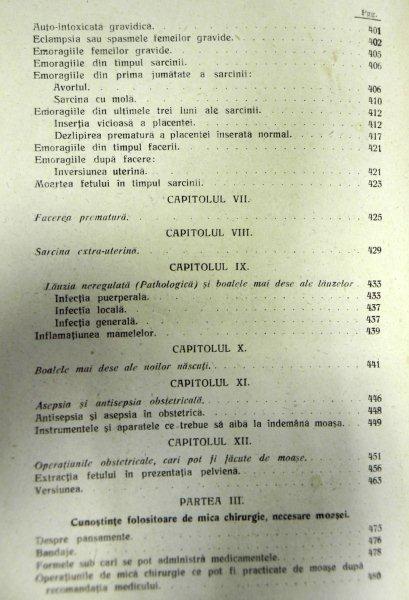 Pag.
Auto-intoxicată gravidică. 401
Eclampsia sau spasmele femeilor gravide. 402
Emoragiile femeilor gravide. 405
Emoragiile din timpul sarcinii. 406
Emoragiile din prima jumătate a sarcinii:
Avortul. 406
Sarcina cu mola. 410
Emoragiile din ultimele trei luni ale sarcinii. 412
Inserția vicioasă a placentei. 412
Dezlipirea prematură a placentei inserată normal. 417
Emoragiile din timpul facerii. 421
Emoragiile după facere:
Inversiunea uterină. 421
Moartea fetului în timpul sarcinii. 423
CAPITOLUL VII.
Facerea prematură. 425
CAPITOLUL VIII.
Sarcina extra-uterină. 429
CAPITOLUL IX.
Lăuzia neregulată (Pathologică) și boalele mai dese ale lăuzelor 433
Infecția puerperală. 433
Infecția locală. 437
Infecția generală. 437
Inflamațiunea mamelelor. 439
CAPITOLUL X.
Boalele mai dese ale noilor născuți. 441
CAPITOLUL XI.
Asepsia și antisepsia obstetricală. 446
Antisepsia și asepsia în obstetrică. 448
Instrumentele și aparatele ce trebue să aibă la îndemână moașa. 449
CAPITOLUL XII.
Operațiunile obstetricale, cari pot fi făcute de moașe. 451
Extracția fetului în prezentația pelviană. 456
Versiunea. 463
PARTEA III.
Cunoștințe folositoare de mica chirurgie, necesare moașei.
Despre pansamente. 475
Bandaje. 476
Formele sub cari se pot administră medicamentele. 478
Operațiunile de mică chirurgie ce pot fi practicate de moașe după
recomandația medicului. 480